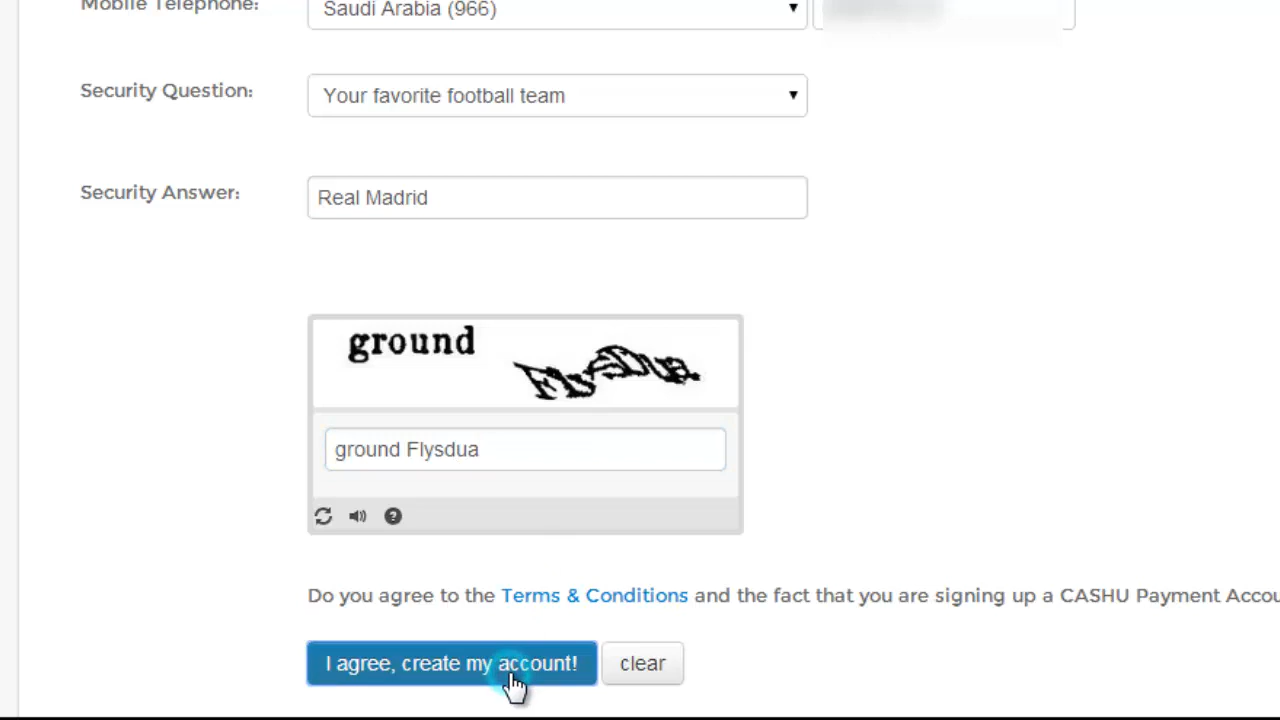 Mobile Telephone:
Saudi Arabia (966)
Security Question:
Your favorite football team
Security Answer:
Real Madrid
ground
ground Flysdua
Do you agree to the Terms & Conditions and the fact that you are signing up a CASHU Payment Accou
I agree, create my account!
clear